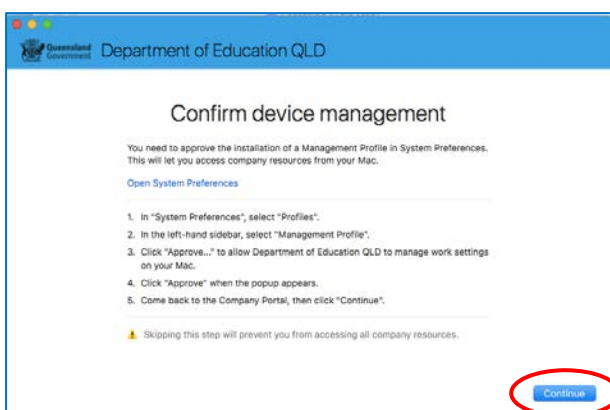 Queensland
Government
Department of Education QLD
Confirm device management
You need to approve the installation of a Management Profile in System Preferences.
This will let you access company resources from your Mac.
Open System Preferences
1. In "System Preferences", select "Profiles".
2. In the left-hand sidebar, select "Management Profile".
3. Click "Approve..." to allow Department of Education QLD to manage work settings
on your Mac.
4. Click "Approve" when the popup appears.
5. Come back to the Company Portal, then click "Continue".
Skipping this step will prevent you from accessing all company resources.
Continue